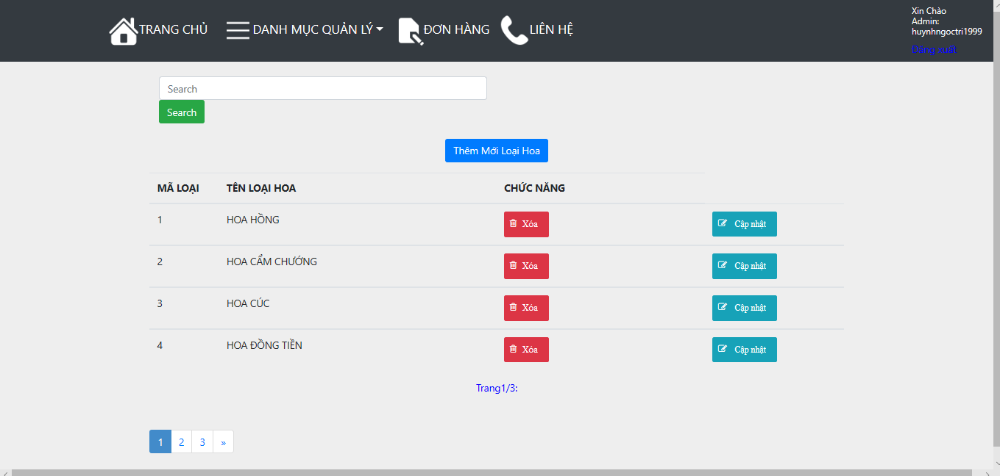 TRANG CHỦ DANH MỤC QUẢN LÝ ĐƠN HÀNG LIÊN HỆ
Xin Chào
Admin:
huynhngoctri1999
Đăng xuất
Search
Search
Thêm Mới Loại Hoa
MÃ LOẠI TÊN LOẠI HOA CHỨC NĂNG
1 HOA HỒNG Xóa Cập nhật
2 HOA CẨM CHƯỚNG Xóa Cập nhật
3 HOA CÚC Xóa Cập nhật
4 HOA ĐỒNG TIỀN Xóa Cập nhật
Trang1/3:
1 2 3 »